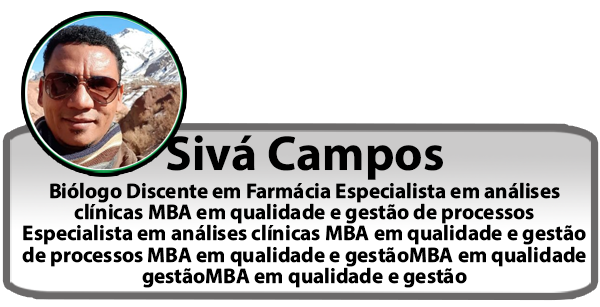 Sivá Campos
Biólogo Discente em Farmácia Especialista em análises
clínicas MBA em qualidade e gestão de processos
Especialista em análises clínicas MBA em qualidade e gestão
de processos MBA em qualidade e gestãoMBA em qualidade
gestãoMBA em qualidade e gestão